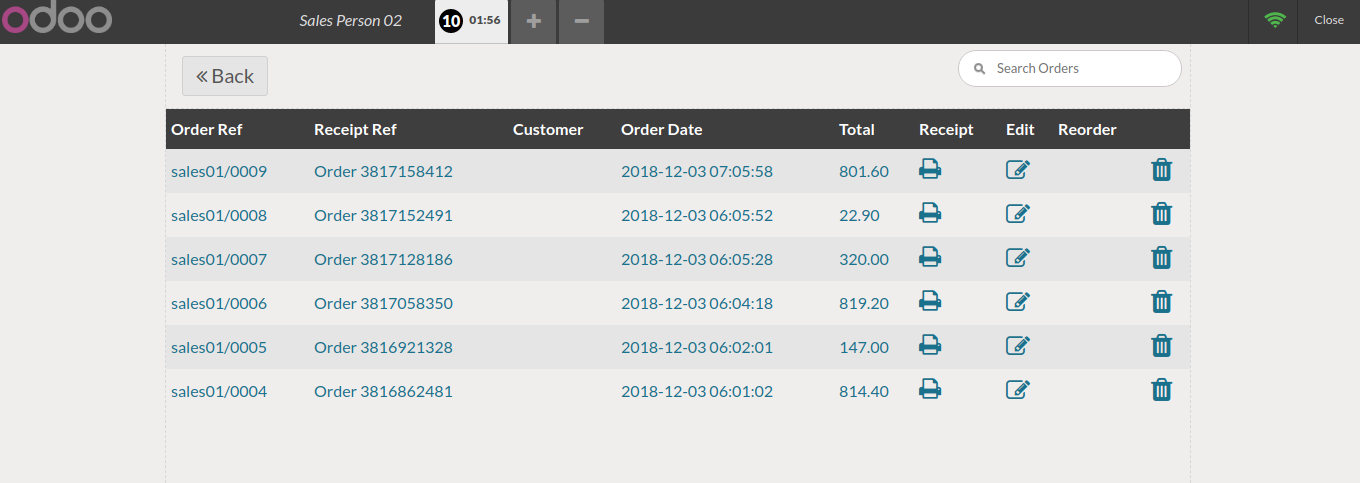 odoo Sales Person 02 10 01:56 + − Close
« Back Search Orders
Order Ref Receipt Ref Customer Order Date Total Receipt Edit Reorder
sales01/0009 Order 3817158412 2018-12-03 07:05:58 801.60
sales01/0008 Order 3817152491 2018-12-03 06:05:52 22.90
sales01/0007 Order 3817128186 2018-12-03 06:05:28 320.00
sales01/0006 Order 3817058350 2018-12-03 06:04:18 819.20
sales01/0005 Order 3816921328 2018-12-03 06:02:01 147.00
sales01/0004 Order 3816862481 2018-12-03 06:01:02 814.40